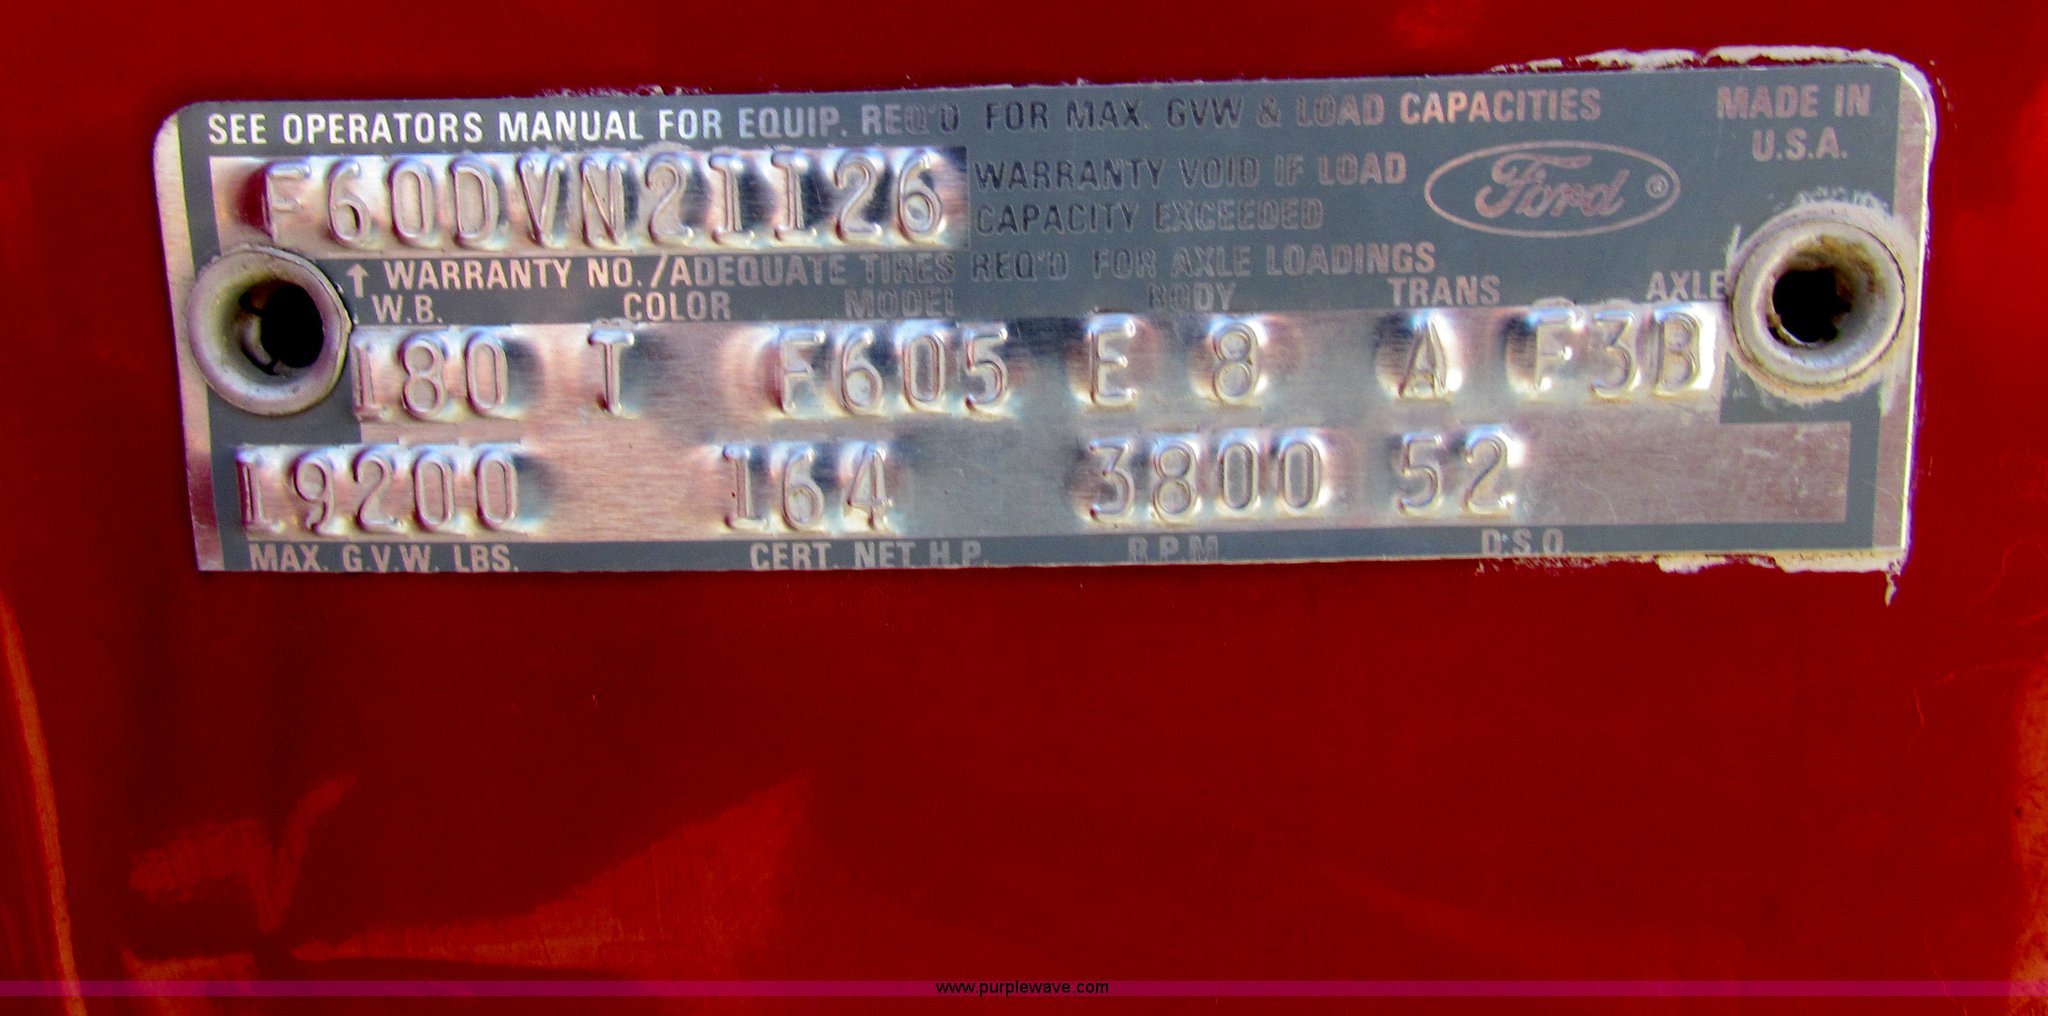 SEE OPERATORS MANUAL FOR EQUIP. REQ'D FOR MAX. GVW & LOAD CAPACITIES
MADE IN
U.S.A.
F60DVN21126
WARRANTY VOID IF LOAD
CAPACITY EXCEEDED
Ford ®
↑ WARRANTY NO./ADEQUATE TIRES REQ'D FOR AXLE LOADINGS
W.B. COLOR MODEL BODY TRANS AXLE
180 T F605 E 8 A F3B
19200 164 3800 52
MAX. G.V.W. LBS. CERT. NET H.P. R.P.M. D.S.O.
www.purplewave.com